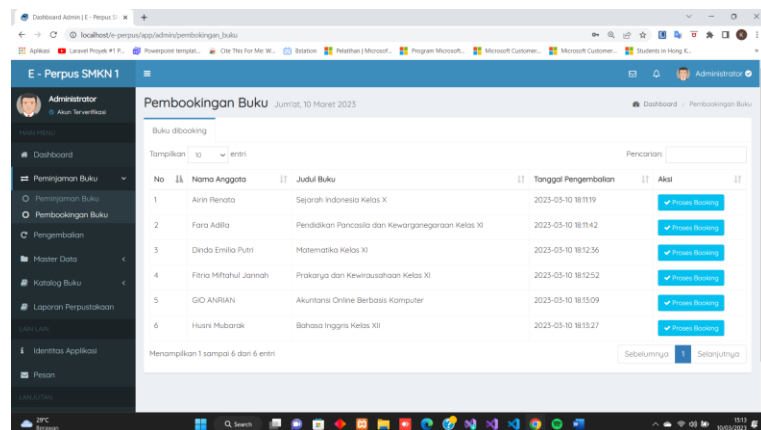 Dashboard Admin | E - Perpus S
localhost/e-perpus/app/admin/pembokingan_buku
Aplikasi Laravel Proyek #1 P... Powerpoint templat... Cite This For Me: W... Estation Pelatihan | Microsof... Program Microsoft... Microsoft Customer... Microsoft Customer... Students in Hong K...
E - Perpus SMKN 1
Administrator
Administrator
Akun Terverifikasi
Pembookingan Buku Jum'at, 10 Maret 2023
Dashboard Pembookingan Buku
MAIN MENU
Dashboard
Peminjaman Buku
Peminjaman Buku
Pembookingan Buku
Pengembalian
Master Data
Katalog Buku
Laporan Perpustakaan
LAIN LAIN
Identitas Applikasi
Pesan
LANJUTAN
Buku dibooking
Tampilkan 10 entri
Pencarian:
No Nama Anggota Judul Buku Tanggal Pengembalian Aksi
1 Airin Renata Sejarah Indonesia Kelas X 2023-03-10 18:11:19 Proses Booking
2 Fara Adilla Pendidikan Pancasila dan Kewarganegaraan Kelas XI 2023-03-10 18:11:42 Proses Booking
3 Dinda Emilia Putri Matematika Kelas XI 2023-03-10 18:12:36 Proses Booking
4 Fitria Miftahul Jannah Prakarya dan Kewirausahaan Kelas XI 2023-03-10 18:12:52 Proses Booking
5 GIO ANRIAN Akuntansi Online Berbasis Komputer 2023-03-10 18:13:09 Proses Booking
6 Husni Mubarak Bahasa Inggris Kelas XII 2023-03-10 18:13:27 Proses Booking
Menampilkan 1 sampai 6 dari 6 entri
Sebelumnya 1 Selanjutnya
29°C
Berawan
Search
15:13
10/03/2023